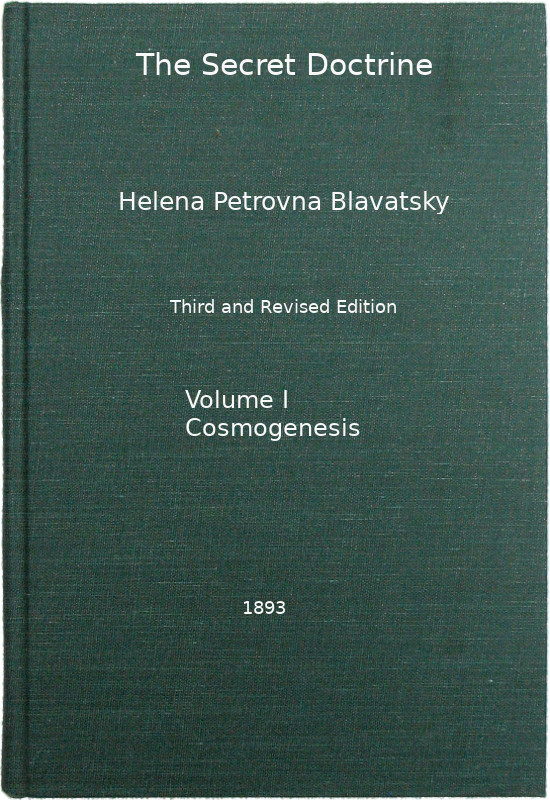 The Secret Doctrine
Helena Petrovna Blavatsky
Third and Revised Edition
Volume I
Cosmogenesis
1893